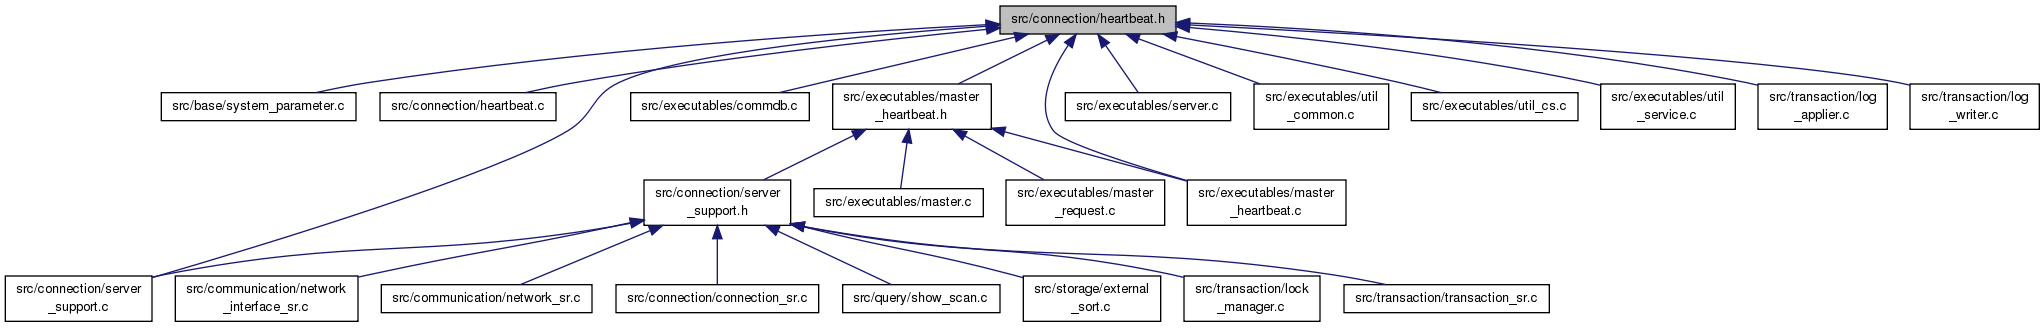 src/connection/heartbeat.h
src/base/system_parameter.c
src/connection/heartbeat.c
src/executables/commdb.c
src/executables/master
_heartbeat.h
src/executables/server.c
src/executables/util
_common.c
src/executables/util_cs.c
src/executables/util
_service.c
src/transaction/log
_applier.c
src/transaction/log
_writer.c
src/connection/server
_support.h
src/executables/master.c
src/executables/master
_request.c
src/executables/master
_heartbeat.c
src/connection/server
_support.c
src/communication/network
_interface_sr.c
src/communication/network_sr.c
src/connection/connection_sr.c
src/query/show_scan.c
src/storage/external
_sort.c
src/transaction/lock
_manager.c
src/transaction/transaction_sr.c